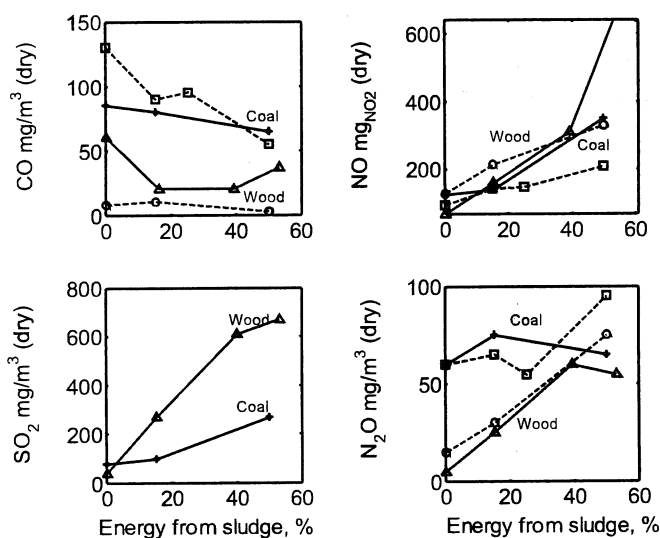 CO mg/m³ (dry)
150
100
50
0
0 20 40 60
Coal
Wood
NO mg_NO2 (dry)
600
400
200
0 20 40 60
Wood
Coal
SO₂ mg/m³ (dry)
800
600
400
200
0
0 20 40 60
Wood
Coal
Energy from sludge, %
N₂O mg/m³ (dry)
100
50
0
0 20 40 60
Coal
Wood
Energy from sludge, %